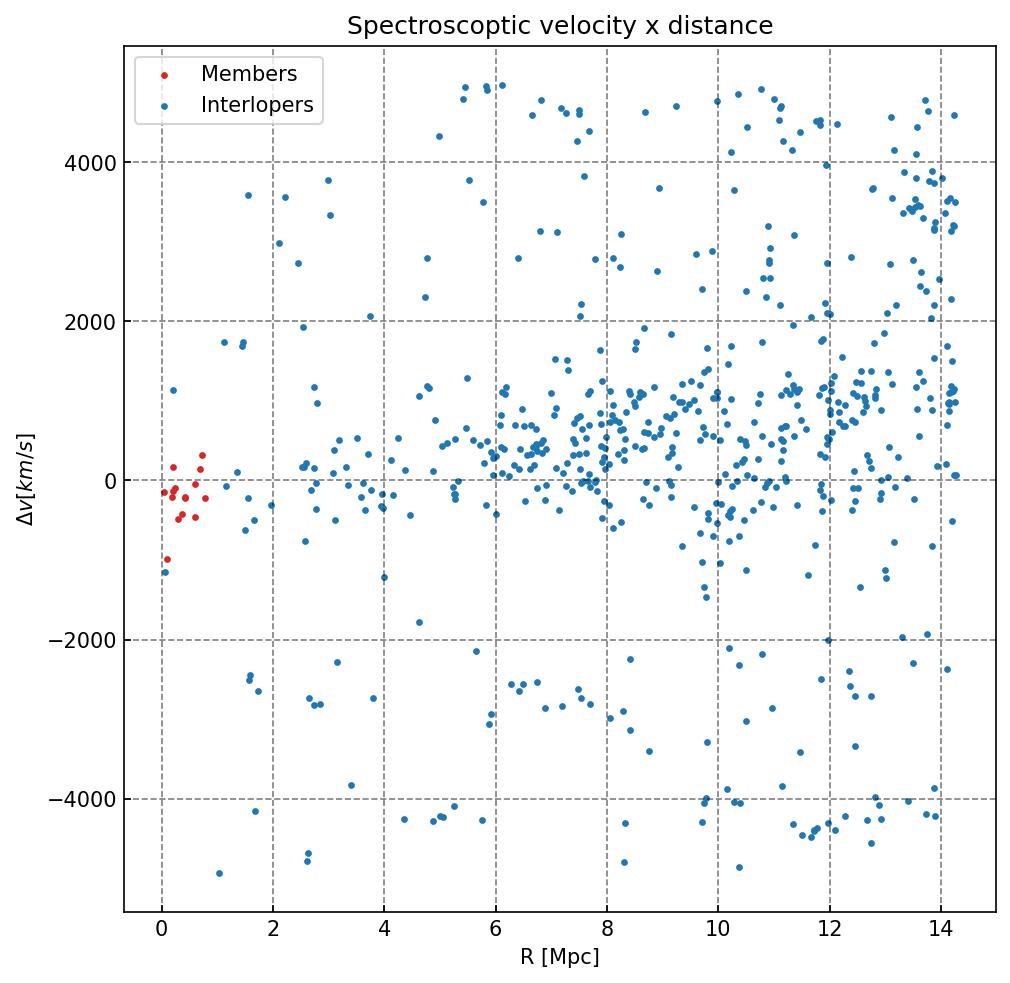 Spectroscoptic velocity x distance
Members
Interlopers
4000
2000
0
−2000
−4000
Δv[km/s]
0 2 4 6 8 10 12 14
R [Mpc]